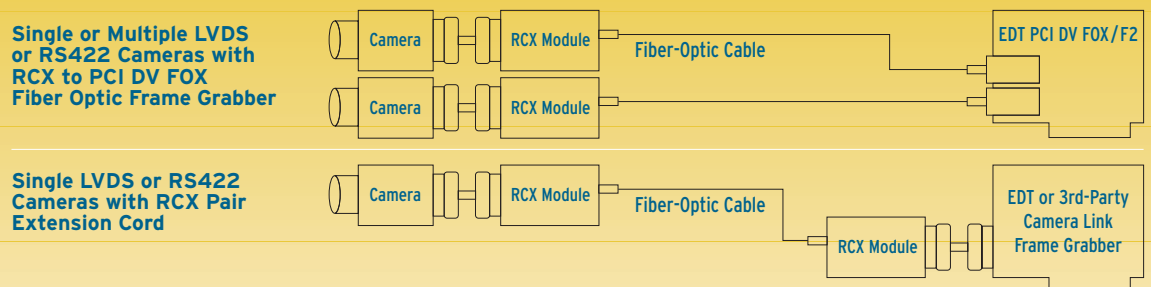 Single or Multiple LVDS
or RS422 Cameras with
RCX to PCI DV FOX
Fiber Optic Frame Grabber
Camera
RCX Module
Fiber-Optic Cable
EDT PCI DV FOX/F2
Camera
RCX Module
Single LVDS or RS422
Cameras with RCX Pair
Extension Cord
Camera
RCX Module
Fiber-Optic Cable
RCX Module
EDT or 3rd-Party
Camera Link
Frame Grabber